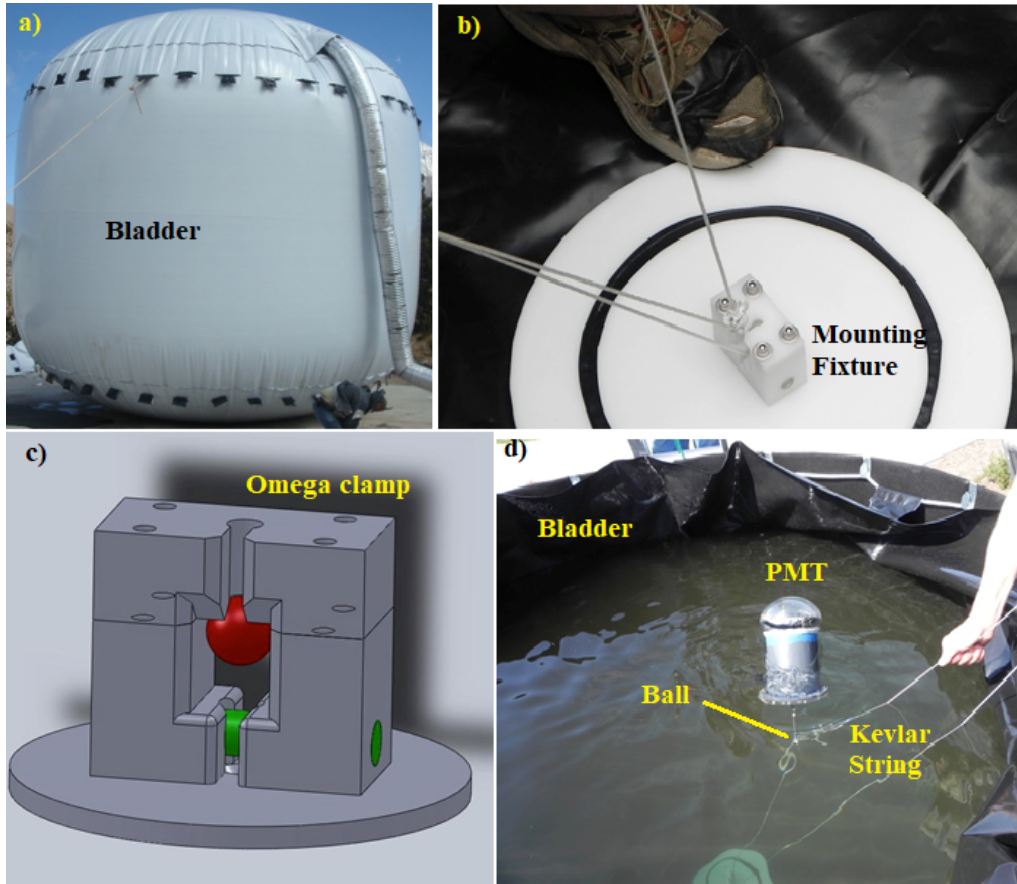 a)
Bladder
b)
Mounting
Fixture
c)
Omega clamp
d)
Bladder
PMT
Ball
Kevlar
String